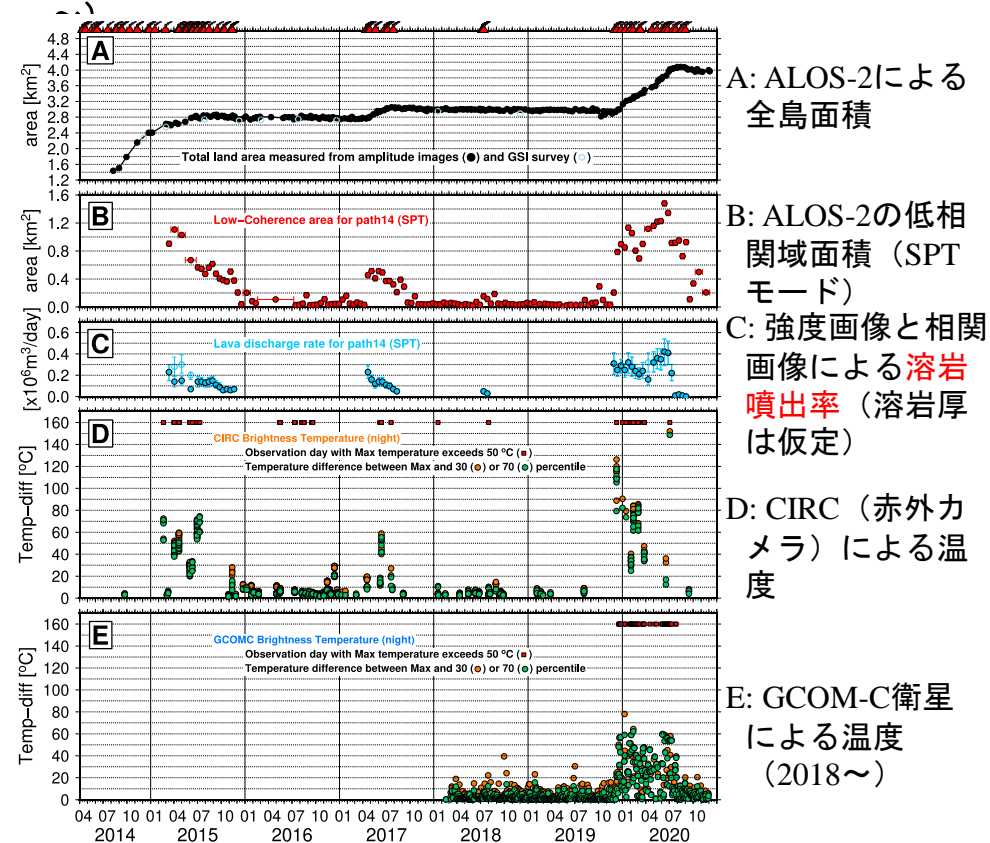 A
area [km2]
4.8
4.4
4.0
3.6
3.2
2.8
2.4
2.0
1.6
1.2
Total land area measured from amplitude images (●) and GSI survey (○)
A: ALOS-2による
全島面積
B
area [km2]
1.6
1.2
0.8
0.4
0.0
Low−Coherence area for path14 (SPT)
B: ALOS-2の低相
関域面積（SPT
モード）
C
[x10⁶m³/day]
0.6
0.4
0.2
0.0
Lava discharge rate for path14 (SPT)
C: 強度画像と相関
画像による溶岩
噴出率（溶岩厚
は仮定）
D
Temp−diff [ºC]
160
140
120
100
80
60
40
20
0
CIRC Brightness Temperature (night)
Observation day with Max temperature exceeds 50 ºC (■)
Temperature difference between Max and 30 (●) or 70 (●) percentile
D: CIRC（赤外カ
メラ）による温
度
E
Temp−diff [ºC]
160
140
120
100
80
60
40
20
0
GCOMC Brightness Temperature (night)
Observation day with Max temperature exceeds 50 ºC (■)
Temperature difference between Max and 30 (●) or 70 (●) percentile
E: GCOM-C衛星
による温度
（2018～）
04 07 10 01 04 07 10 01 04 07 10 01 04 07 10 01 04 07 10 01 04 07 10 01 04 07 10
2014 2015 2016 2017 2018 2019 2020